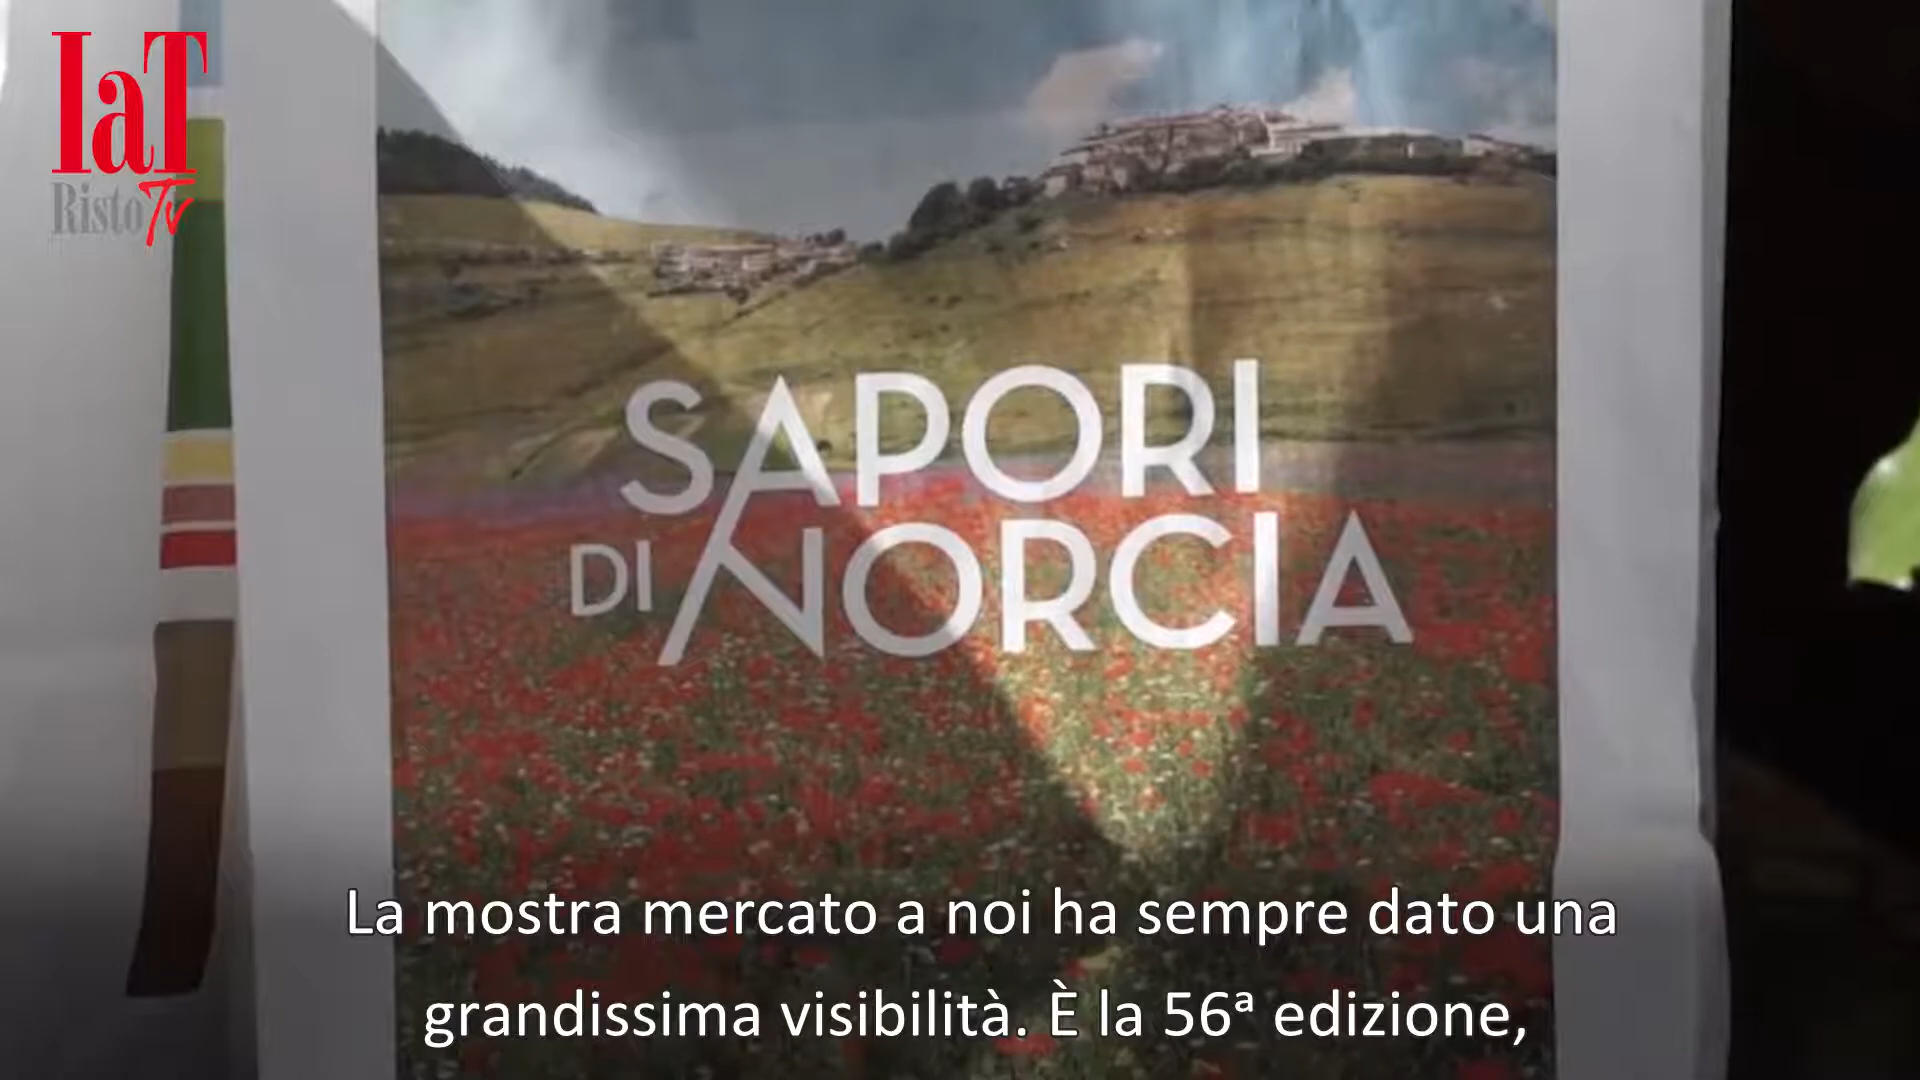 IaT
Risto Tv
SAPORI
DI NORCIA
La mostra mercato a noi ha sempre dato una
grandissima visibilità. È la 56ª edizione,